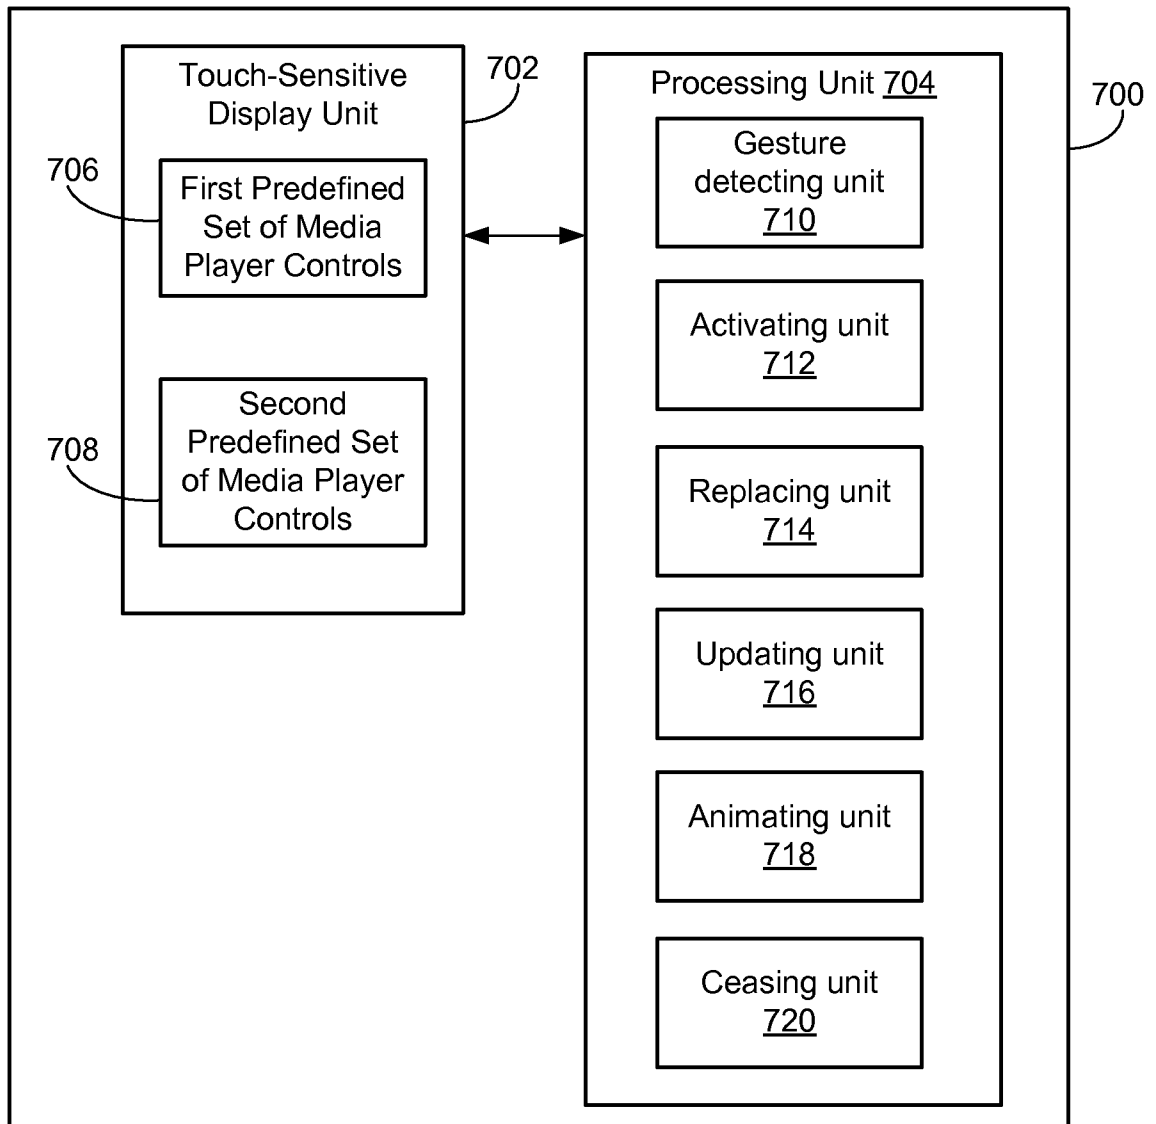 700
702
Touch-Sensitive
Display Unit
706
First Predefined
Set of Media
Player Controls
708
Second
Predefined Set
of Media Player
Controls
Processing Unit 704
Gesture
detecting unit
710
Activating unit
712
Replacing unit
714
Updating unit
716
Animating unit
718
Ceasing unit
720